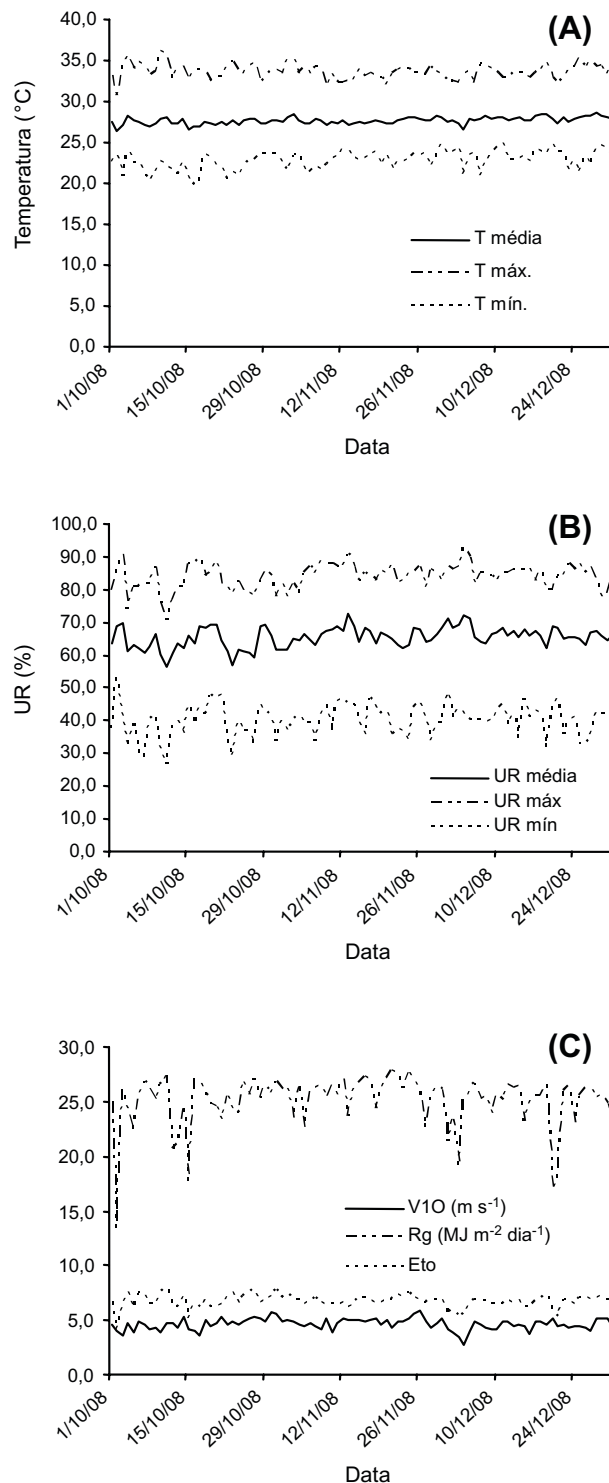 (A)
Temperatura (°C)
40,0
35,0
30,0
25,0
20,0
15,0
10,0
5,0
0,0
T média
T máx.
T mín.
1/10/08
15/10/08
29/10/08
12/11/08
26/11/08
10/12/08
24/12/08
Data
(B)
UR (%)
100,0
90,0
80,0
70,0
60,0
50,0
40,0
30,0
20,0
10,0
0,0
UR média
UR máx
UR mín
1/10/08
15/10/08
29/10/08
12/11/08
26/11/08
10/12/08
24/12/08
Data
(C)
30,0
25,0
20,0
15,0
10,0
5,0
0,0
V1O (m s⁻¹)
Rg (MJ m⁻² dia⁻¹)
Eto
1/10/08
15/10/08
29/10/08
12/11/08
26/11/08
10/12/08
24/12/08
Data